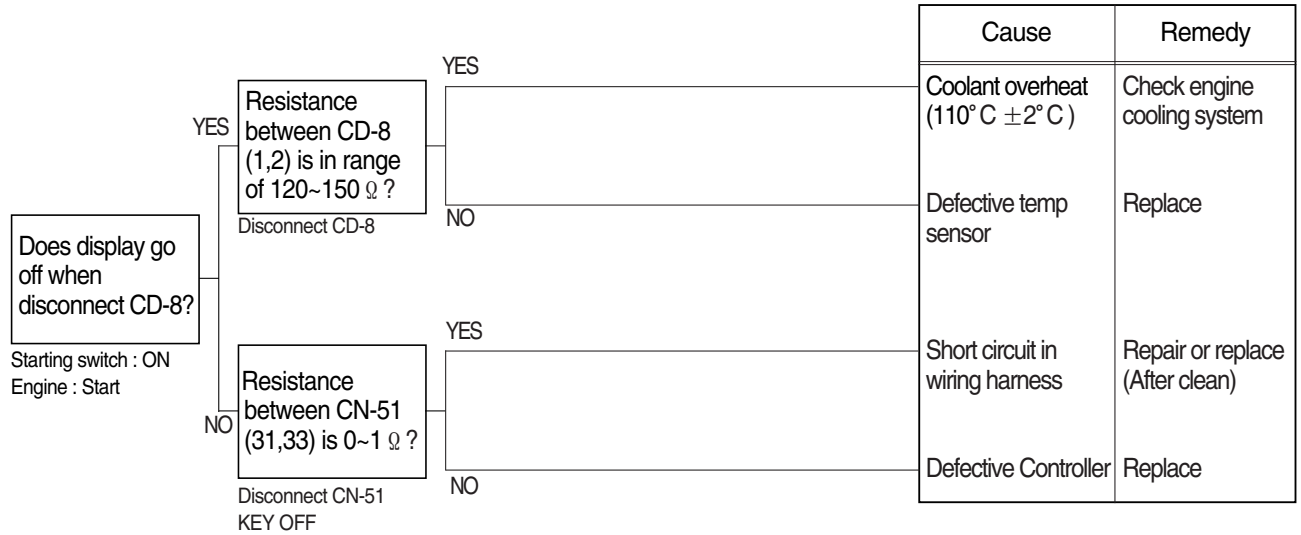 Does display go
off when
disconnect CD-8?
Starting switch : ON
Engine : Start
YES
Resistance
between CD-8
(1,2) is in range
of 120~150 Ω ?
Disconnect CD-8
YES
NO
NO
Resistance
between CN-51
(31,33) is 0~1 Ω ?
Disconnect CN-51
KEY OFF
YES
NO
Cause Remedy
Coolant overheat Check engine
(110°C ±2°C) cooling system
Defective temp Replace
sensor
Short circuit in Repair or replace
wiring harness (After clean)
Defective Controller Replace